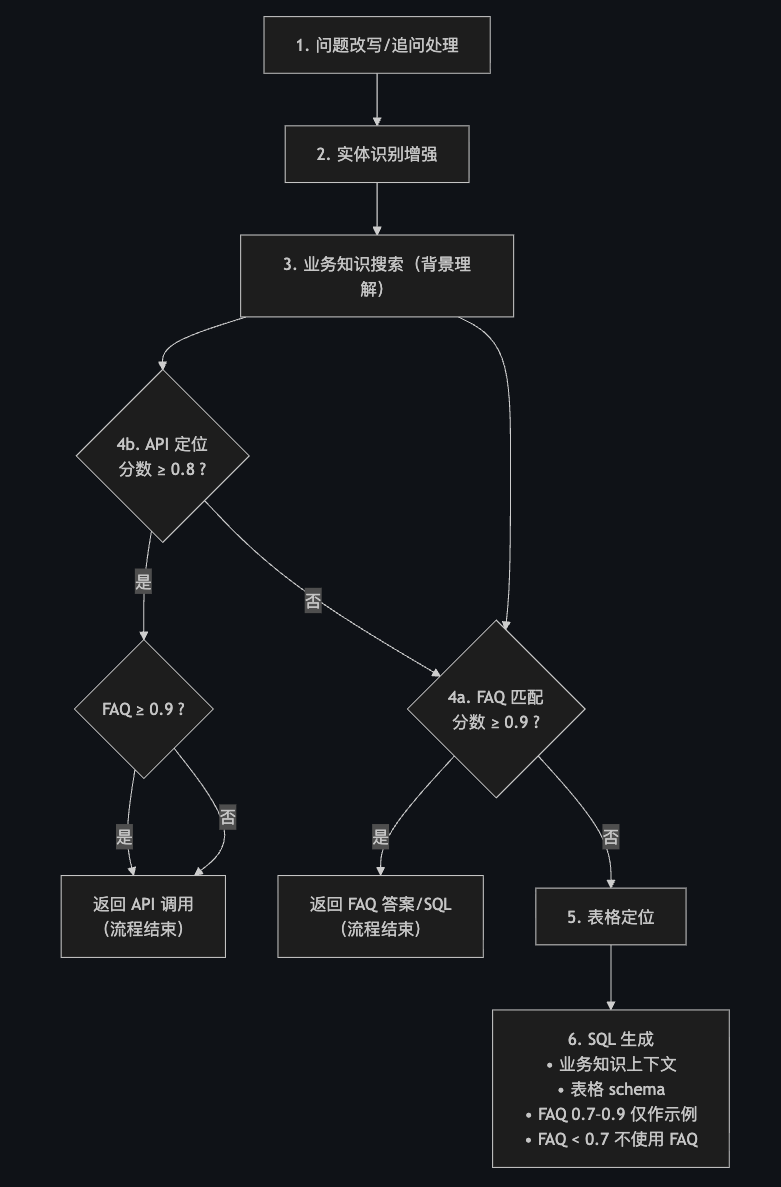 1. 问题改写/追问处理
2. 实体识别增强
3. 业务知识搜索（背景理
解）
4b. API 定位
分数 ≥ 0.8 ?
是
否
FAQ ≥ 0.9 ?
4a. FAQ 匹配
分数 ≥ 0.9 ?
是
否
是
否
返回 API 调用
（流程结束）
返回 FAQ 答案/SQL
（流程结束）
5. 表格定位
6. SQL 生成
• 业务知识上下文
• 表格 schema
• FAQ 0.7-0.9 仅作示例
• FAQ < 0.7 不使用 FAQ